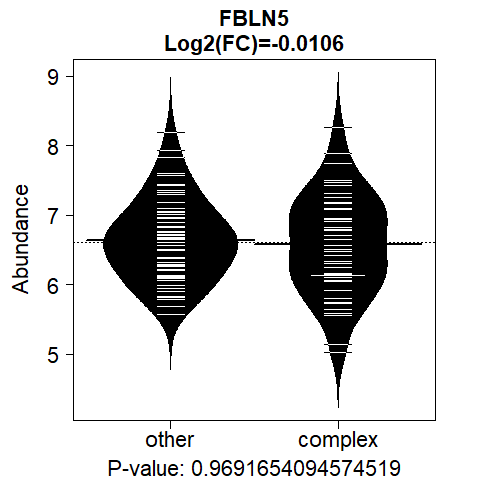 FBLN5
Log2(FC)=-0.0106
9
8
7
6
5
Abundance
other
complex
P-value: 0.9691654094574519